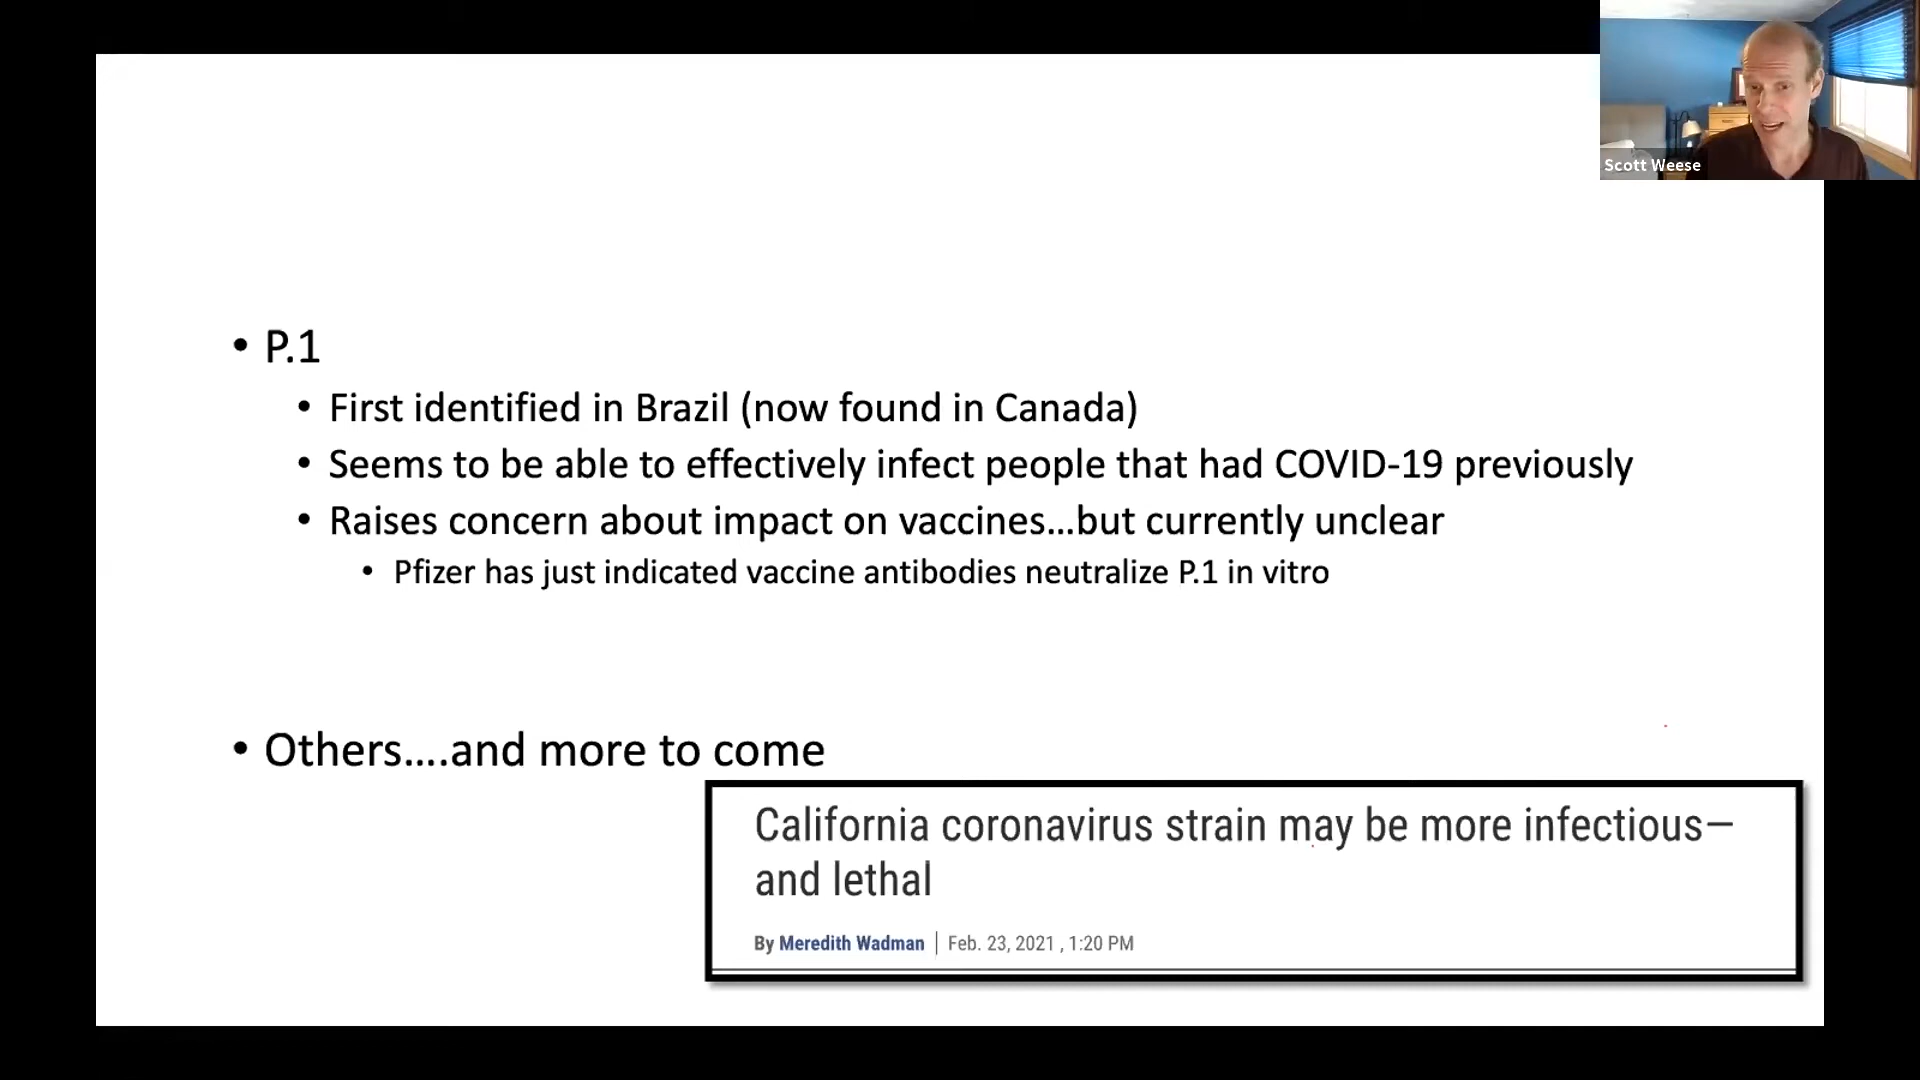 Scott Weese
• P.1
• First identified in Brazil (now found in Canada)
• Seems to be able to effectively infect people that had COVID-19 previously
• Raises concern about impact on vaccines...but currently unclear
• Pfizer has just indicated vaccine antibodies neutralize P.1 in vitro
• Others....and more to come
California coronavirus strain may be more infectious—
and lethal
By Meredith Wadman | Feb. 23, 2021 , 1:20 PM